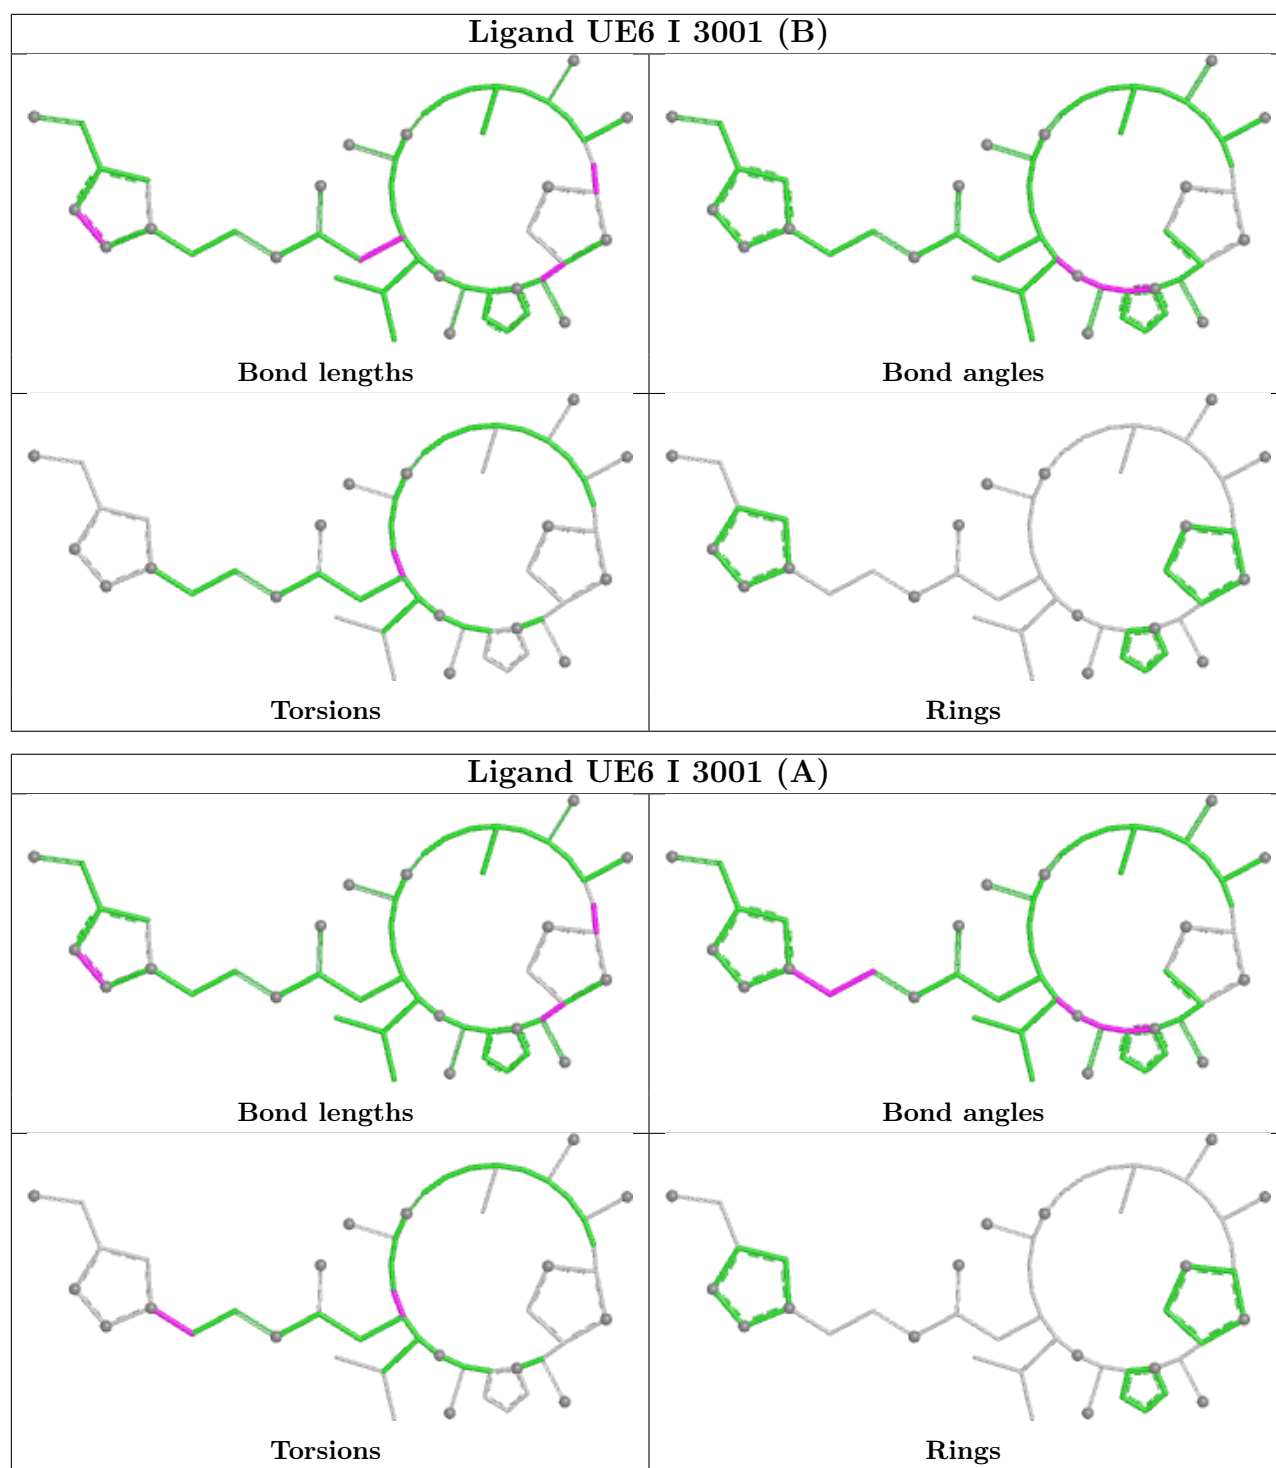 Ligand UE6 I 3001 (B)
Bond lengths
Bond angles
Torsions
Rings
Ligand UE6 I 3001 (A)
Bond lengths
Bond angles
Torsions
Rings